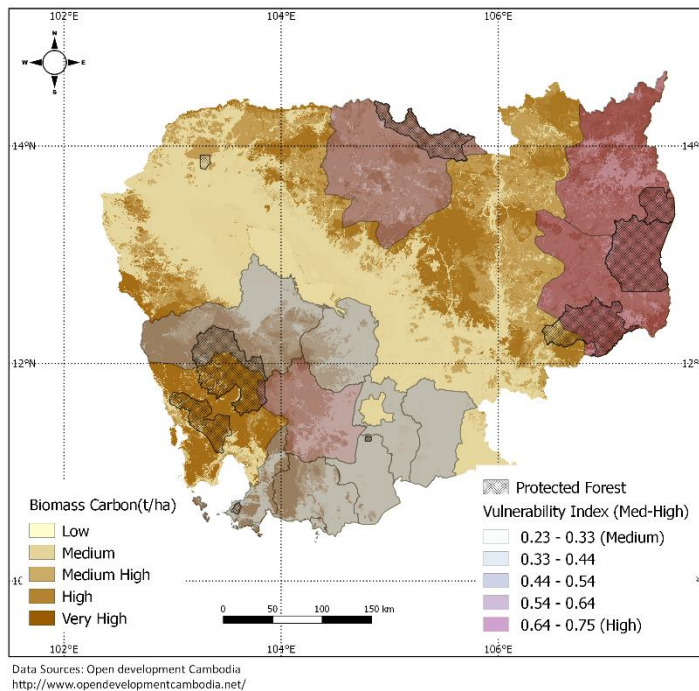 102°E
104°E
106°E
N
W
E
S
14°N
14
12°N
12
10
Biomass Carbon(t/ha)
Low
Medium
Medium High
High
Very High
0 50 100 150 km
Protected Forest
Vulnerability Index (Med-High)
0.23 - 0.33 (Medium)
0.33 - 0.44
0.44 - 0.54
0.54 - 0.64
0.64 - 0.75 (High)
102°E
104°E
106°E
Data Sources: Open development Cambodia
http://www.opendevelopmentcambodia.net/